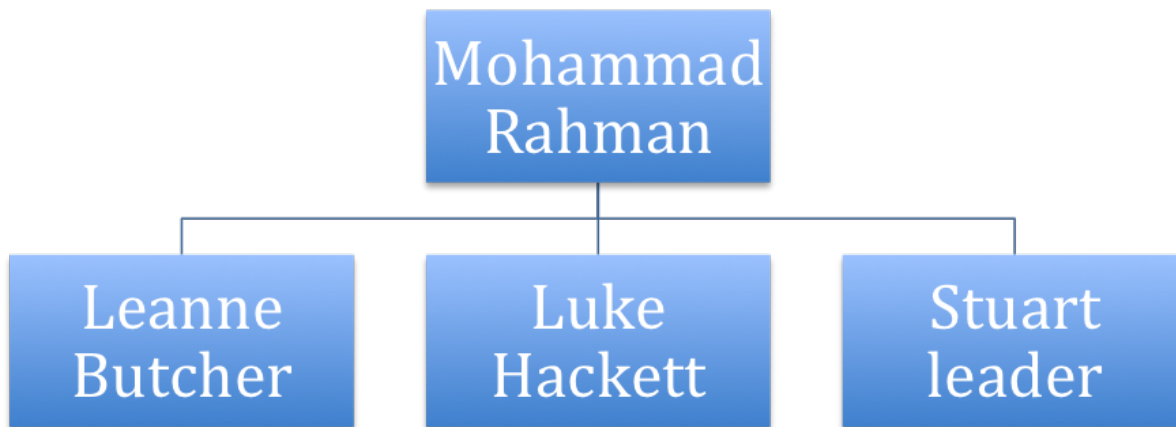 Mohammad
Rahman
Leanne
Butcher
Luke
Hackett
Stuart
leader